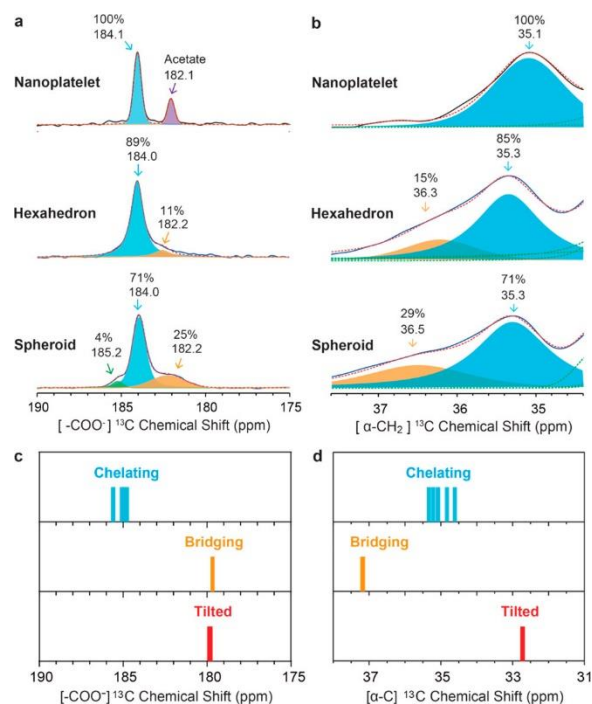 a
100%
184.1
Acetate
182.1
Nanoplatelet
89%
184.0
11%
182.2
Hexahedron
71%
184.0
4%
185.2
25%
182.2
Spheroid
190 185 180 175
[ -COO⁻] ¹³C Chemical Shift (ppm)
b
100%
35.1
Nanoplatelet
85%
35.3
15%
36.3
Hexahedron
71%
35.3
29%
36.5
Spheroid
37 36 35
[ α-CH₂ ] ¹³C Chemical Shift (ppm)
c
Chelating
Bridging
Tilted
190 185 180 175
[-COO⁻] ¹³C Chemical Shift (ppm)
d
Chelating
Bridging
Tilted
37 35 33 31
[α-C] ¹³C Chemical Shift (ppm)